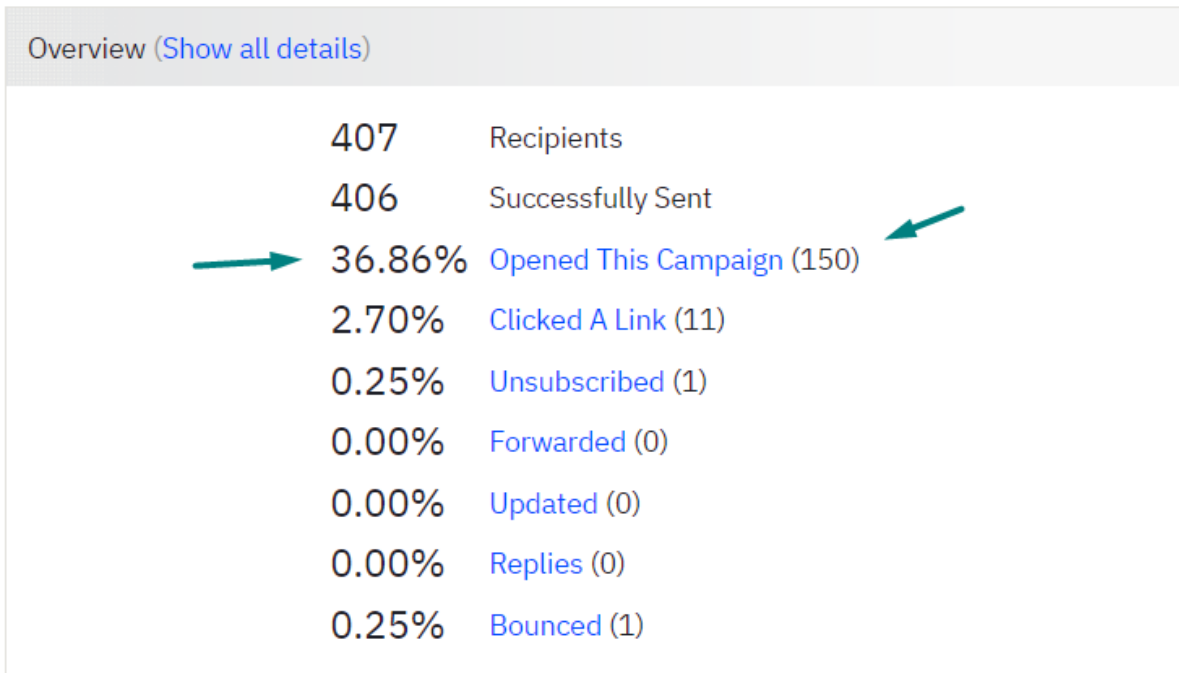 Overview (Show all details)
407 Recipients
406 Successfully Sent
36.86% Opened This Campaign (150)
2.70% Clicked A Link (11)
0.25% Unsubscribed (1)
0.00% Forwarded (0)
0.00% Updated (0)
0.00% Replies (0)
0.25% Bounced (1)